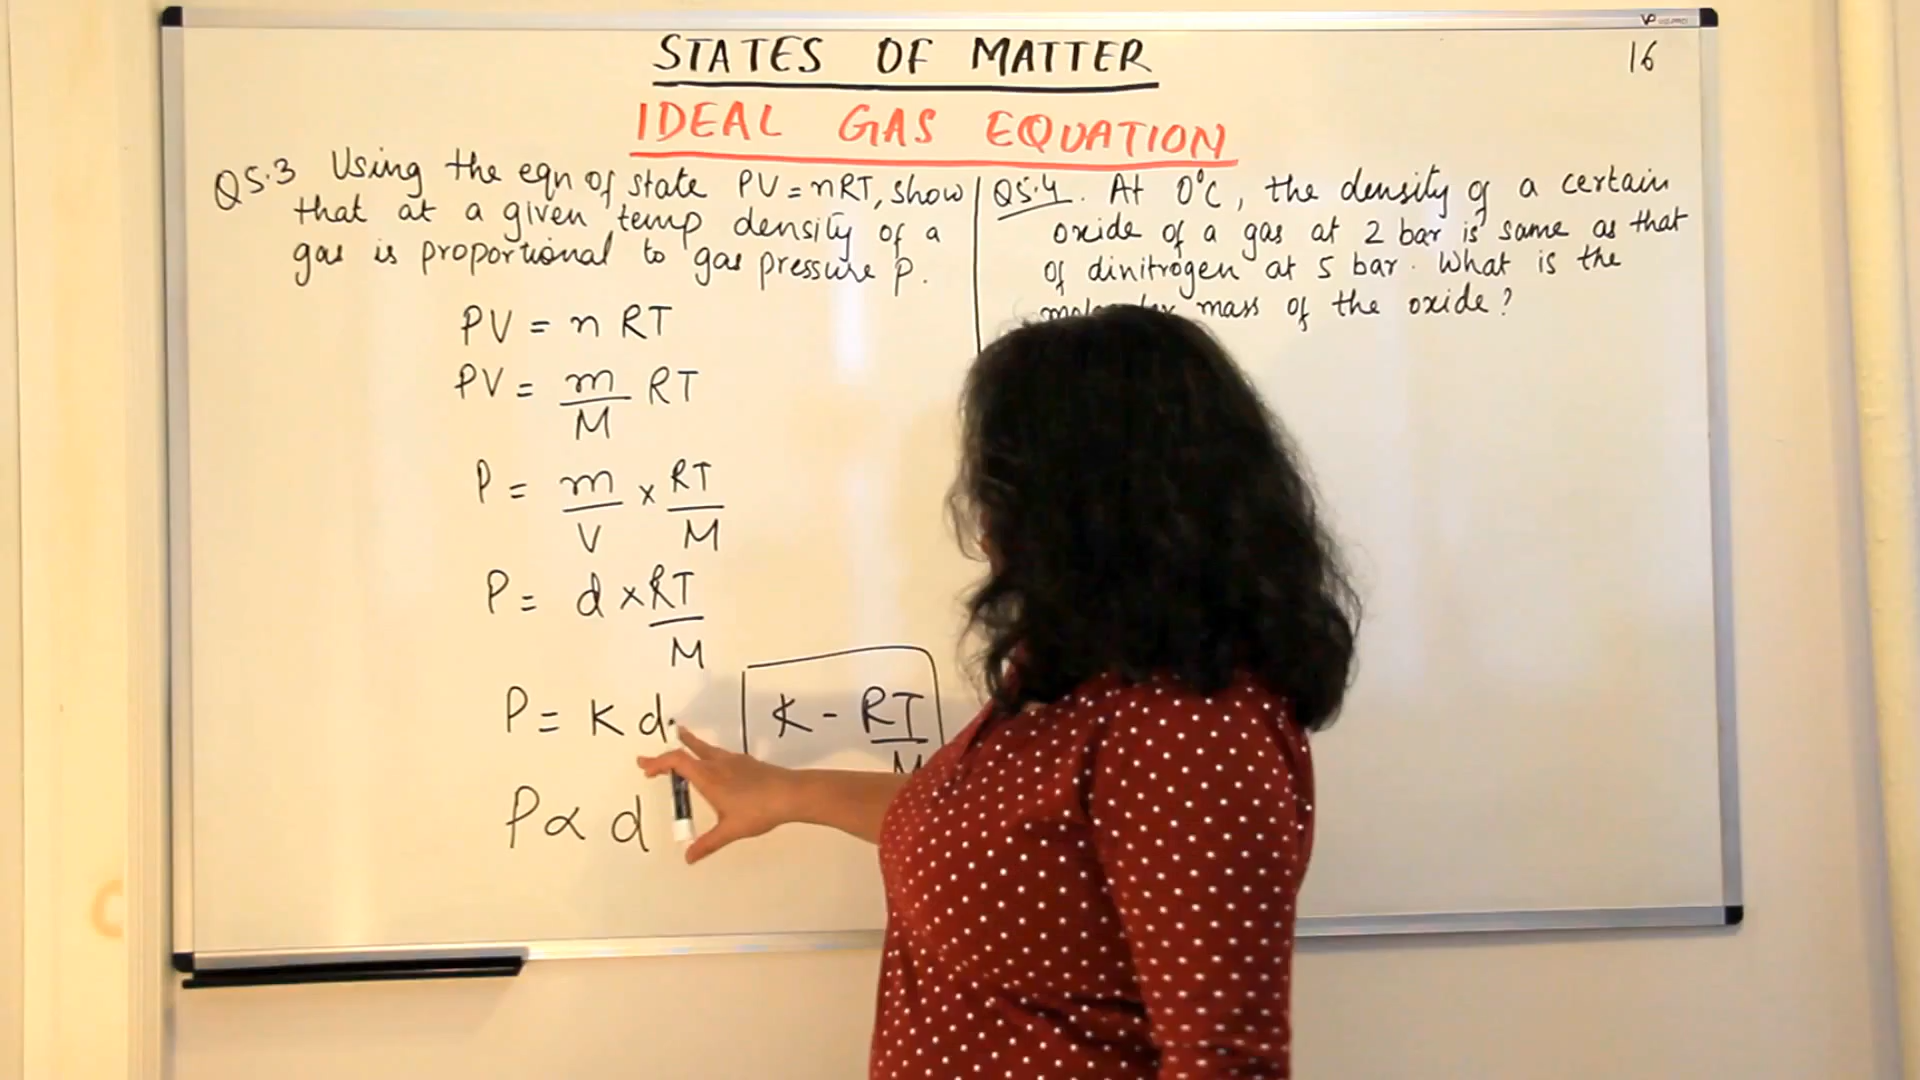 STATES OF MATTER
16
IDEAL GAS EQUATION
Q5.3 Using the eqn of state PV = nRT, show
that at a given temp density of a
gas is proportional to gas pressure p.
PV = n RT
PV = m/M RT
P = m/V × RT/M
P = d × RT/M
P = K d
K - RT/M
P ∝ d
Q5.4. At 0°C, the density of a certain
oxide of a gas at 2 bar is same as that
of dinitrogen at 5 bar. What is the
mass of the oxide?